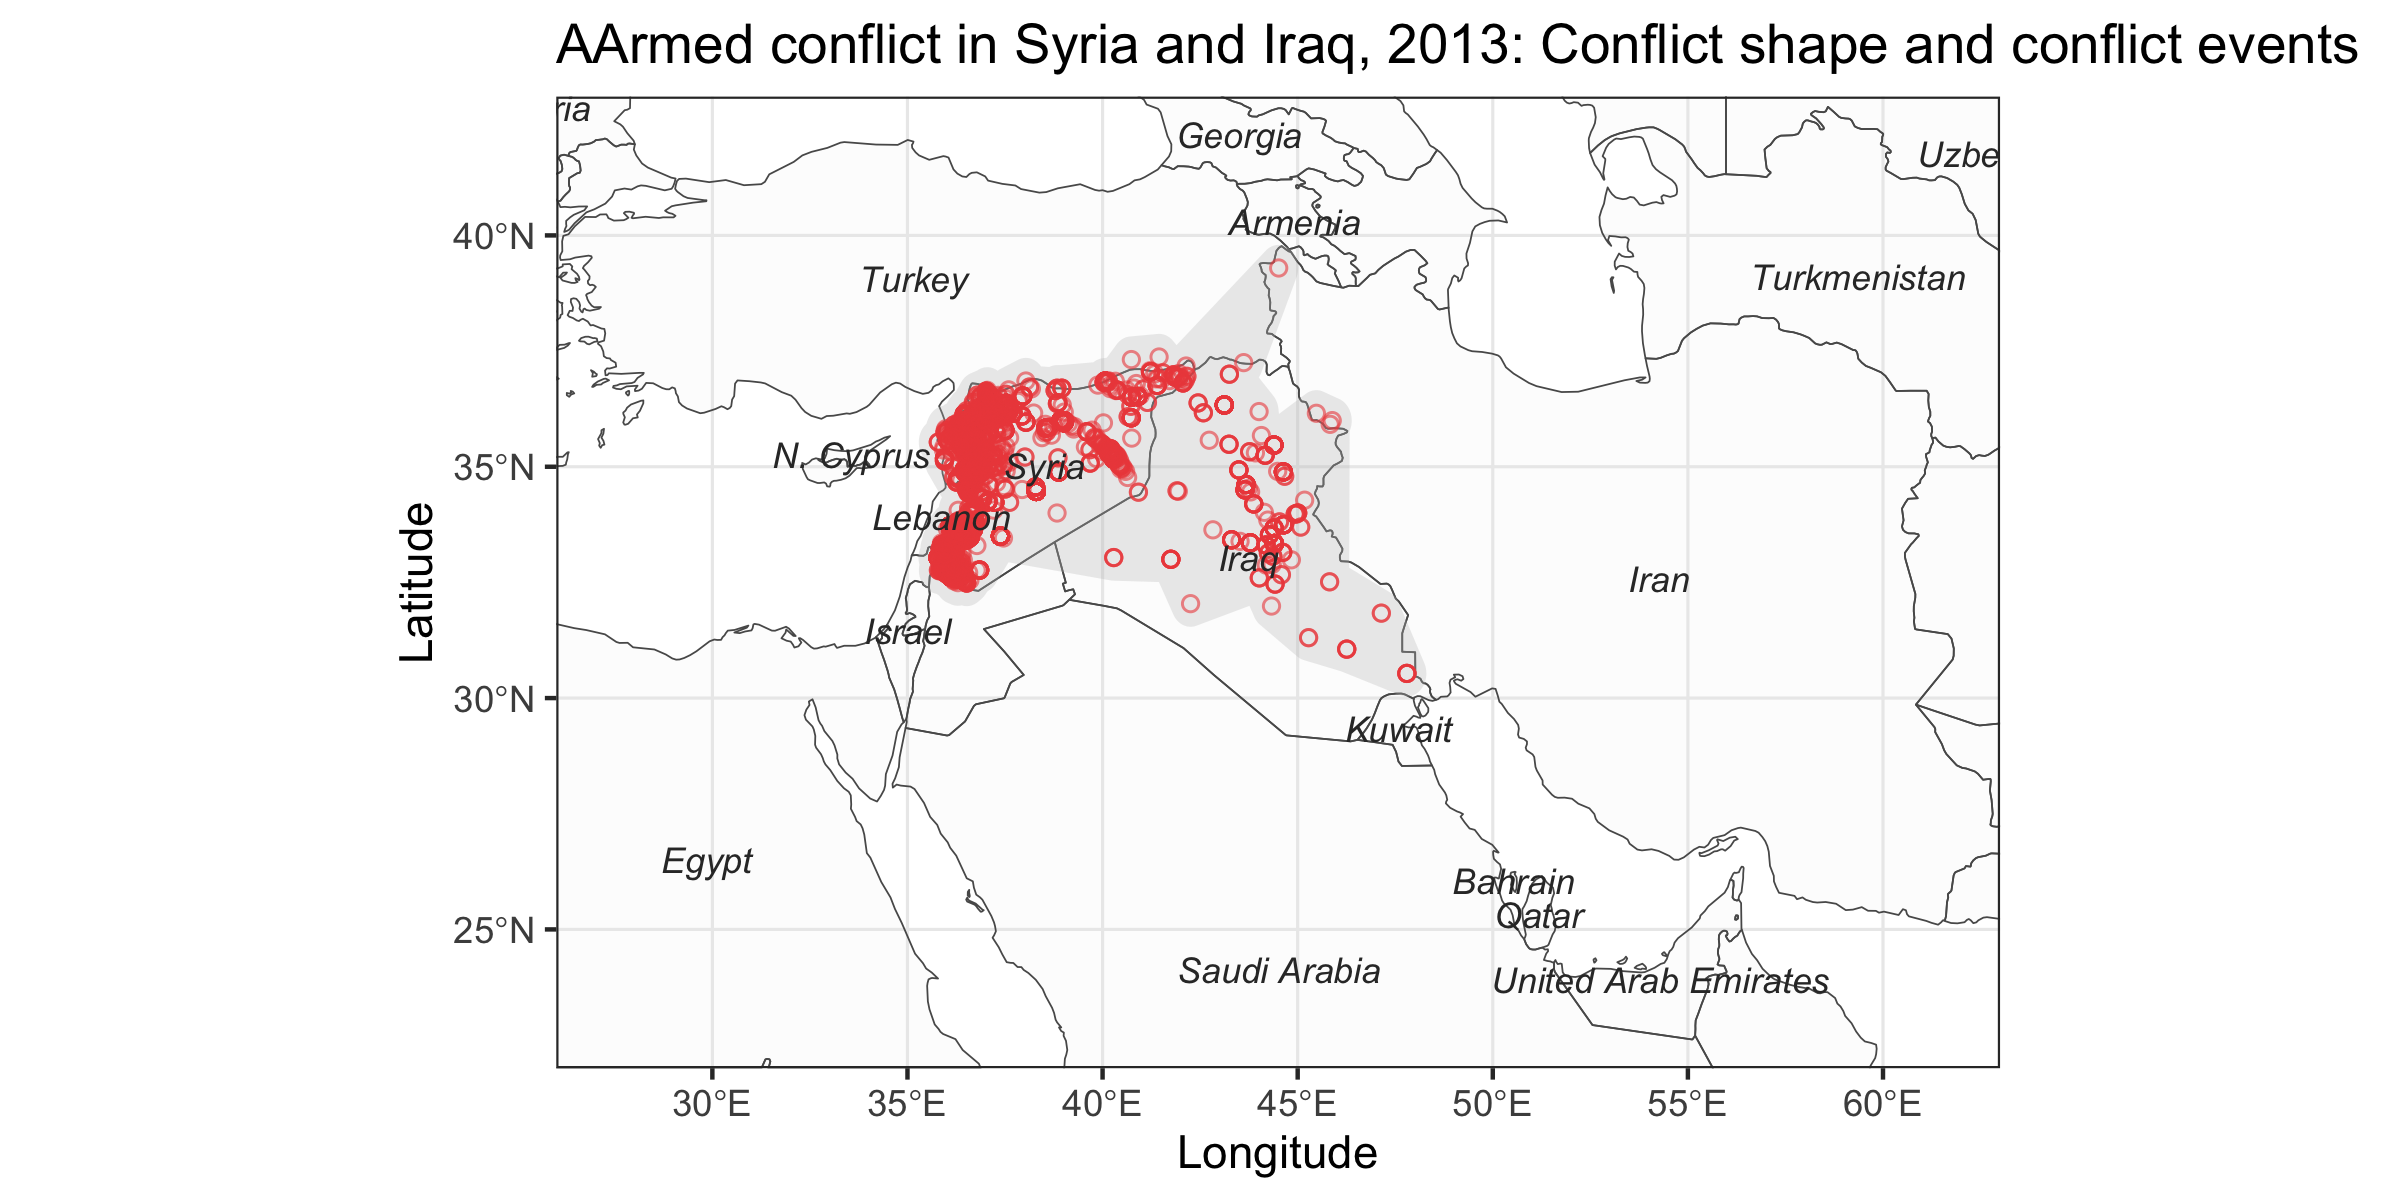 AArmed conflict in Syria and Iraq, 2013: Conflict shape and conflict events
ria
Georgia
Uzbe
40°N
Armenia
Turkey
Turkmenistan
35°N
N. Cyprus
Syria
Lebanon
Iraq
Iran
Latitude
Israel
30°N
Kuwait
Egypt
Bahrain
Qatar
25°N
Saudi Arabia
United Arab Emirates
30°E 35°E 40°E 45°E 50°E 55°E 60°E
Longitude